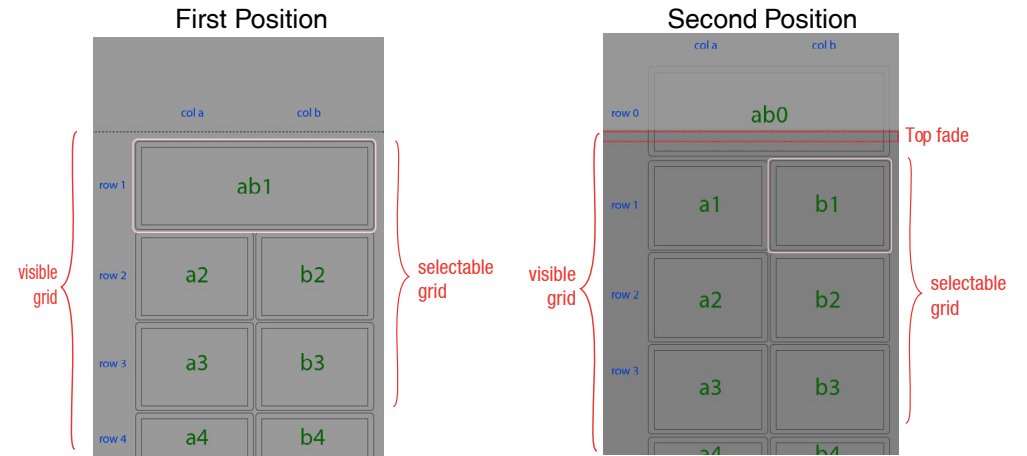 First Position
col a col b
row 1 ab1
row 2 a2 b2
row 3 a3 b3
row 4 a4 b4
visible
grid
selectable
grid
Second Position
col a col b
row 0 ab0
Top fade
row 1 a1 b1
row 2 a2 b2
row 3 a3 b3
a4 b4
visible
grid
selectable
grid